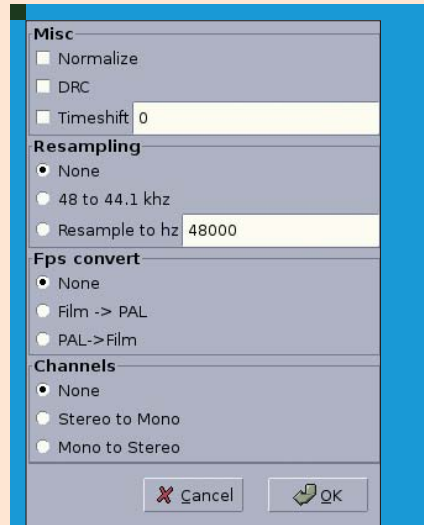 Misc
Normalize
DRC
Timeshift 0
Resampling
None
48 to 44.1 khz
Resample to hz 48000
Fps convert
None
Film -> PAL
PAL->Film
Channels
None
Stereo to Mono
Mono to Stereo
Cancel OK